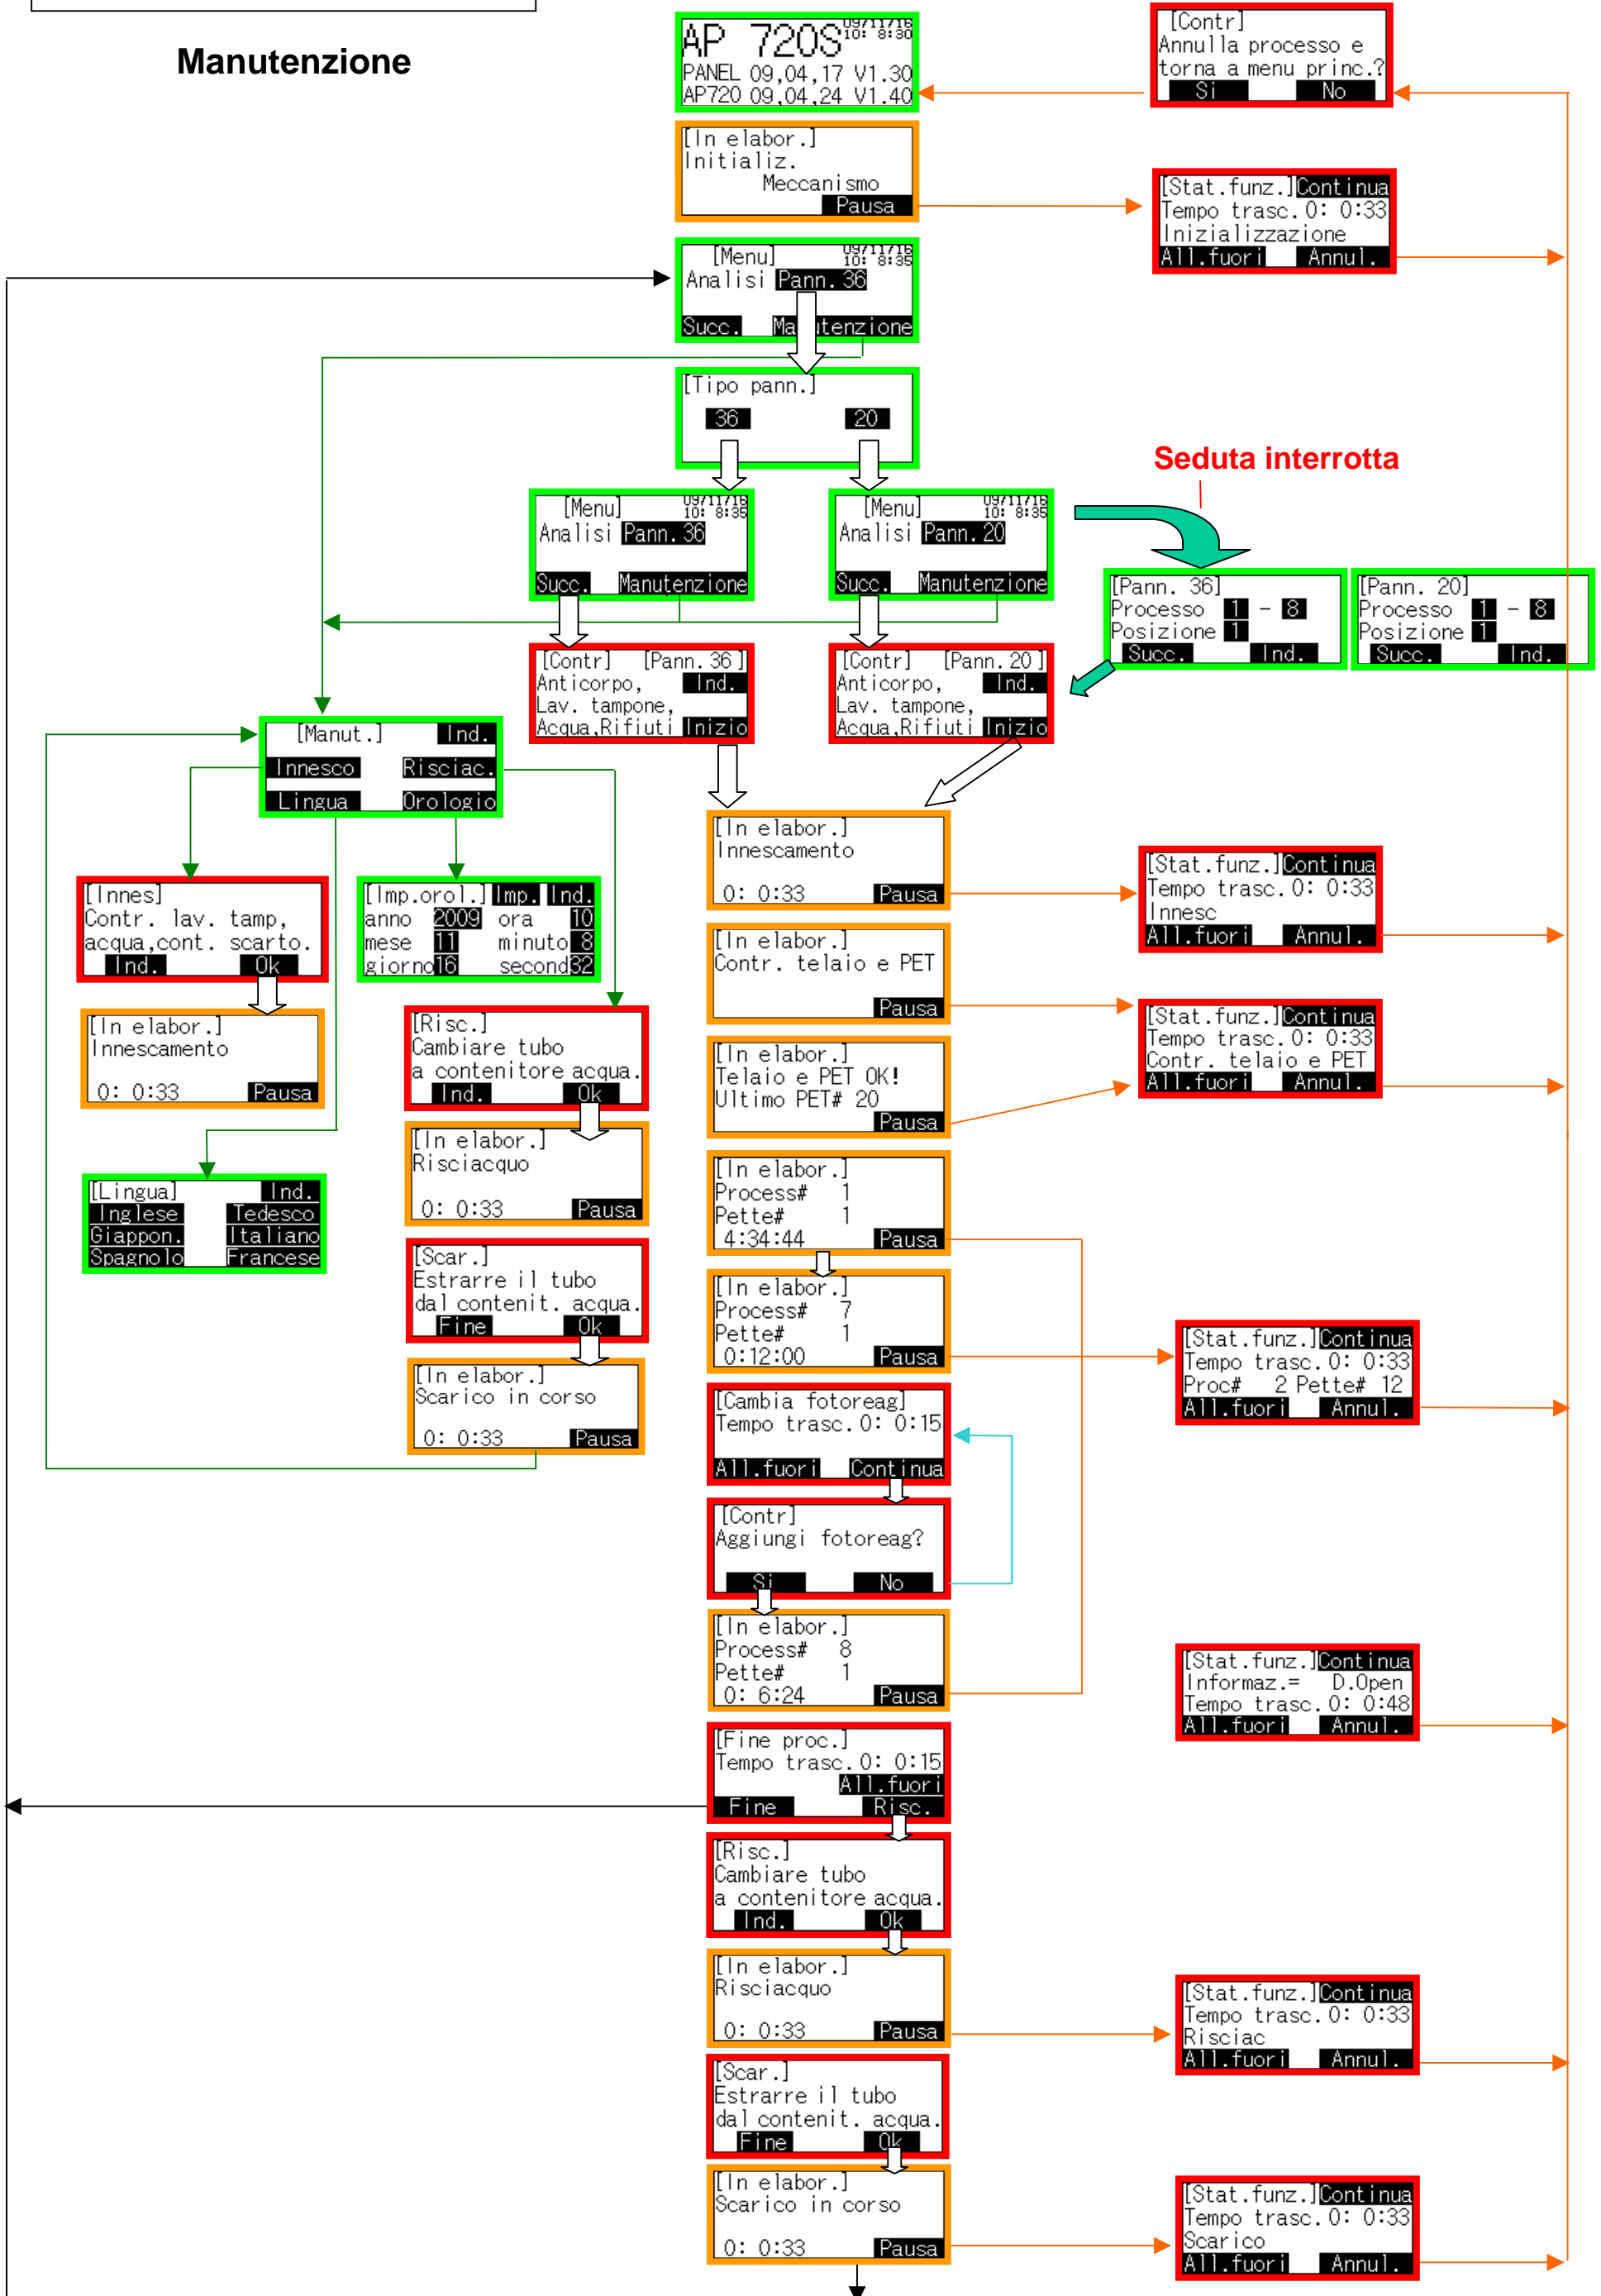 Manutenzione
AP 720S 09/11/16
10: 8:30
PANEL 09,04,17 V1.30
AP720 09,04,24 V1.40
[Contr]
Annulla processo e
torna a menu princ.?
Si No
[In elabor.]
Initializ.
Meccanismo
Pausa
[Stat.funz.] Continua
Tempo trasc. 0: 0:33
Inizializzazione
All.fuori Annul.
[Menu] 09/11/16
10: 8:35
Analisi Pann. 36
Succ. Manutenzione
[Tipo pann.]
36 20
Seduta interrotta
[Menu] 09/11/16
10: 8:35
Analisi Pann. 36
Succ. Manutenzione
[Menu] 09/11/16
10: 8:35
Analisi Pann. 20
Succ. Manutenzione
[Pann. 36]
Processo 1 - 8
Posizione 1
Succ. Ind.
[Pann. 20]
Processo 1 - 8
Posizione 1
Succ. Ind.
[Contr] [Pann. 36]
Anticorpo, Ind.
Lav. tampone,
Acqua,Rifiuti Inizio
[Contr] [Pann. 20]
Anticorpo, Ind.
Lav. tampone,
Acqua,Rifiuti Inizio
[Manut.] Ind.
Innesco Risciac.
Lingua Orologio
[Innes]
Contr. lav. tamp,
acqua,cont. scarto.
Ind. Ok
[Imp.orol.] Imp. Ind.
anno 2009 ora 10
mese 11 minuto 8
giorno 16 second 32
[In elabor.]
Innescamento
0: 0:33 Pausa
[Risc.]
Cambiare tubo
a contenitore acqua.
Ind. Ok
[In elabor.]
Risciacquo
0: 0:33 Pausa
[Lingua] Ind.
Inglese Tedesco
Giappon. Italiano
Spagnolo Francese
[Scar.]
Estrarre il tubo
dal contenit. acqua.
Fine Ok
[In elabor.]
Scarico in corso
0: 0:33 Pausa
[In elabor.]
Innescamento
0: 0:33 Pausa
[Stat.funz.] Continua
Tempo trasc. 0: 0:33
Innesc
All.fuori Annul.
[In elabor.]
Contr. telaio e PET
Pausa
[Stat.funz.] Continua
Tempo trasc. 0: 0:33
Contr. telaio e PET
All.fuori Annul.
[In elabor.]
Telaio e PET OK!
Ultimo PET# 20
Pausa
[In elabor.]
Process# 1
Pette# 1
4:34:44 Pausa
[In elabor.]
Process# 7
Pette# 1
0:12:00 Pausa
[Stat.funz.] Continua
Tempo trasc. 0: 0:33
Proc# 2 Pette# 12
All.fuori Annul.
[Cambia fotoreag]
Tempo trasc. 0: 0:15
All.fuori Continua
[Contr]
Aggiungi fotoreag?
Si No
[In elabor.]
Process# 8
Pette# 1
0: 6:24 Pausa
[Stat.funz.] Continua
Informaz.= D.Open
Tempo trasc. 0: 0:48
All.fuori Annul.
[Fine proc.]
Tempo trasc. 0: 0:15
All.fuori
Fine Risc.
[Risc.]
Cambiare tubo
a contenitore acqua.
Ind. Ok
[In elabor.]
Risciacquo
0: 0:33 Pausa
[Stat.funz.] Continua
Tempo trasc. 0: 0:33
Risciac
All.fuori Annul.
[Scar.]
Estrarre il tubo
dal contenit. acqua.
Fine Ok
[In elabor.]
Scarico in corso
0: 0:33 Pausa
[Stat.funz.] Continua
Tempo trasc. 0: 0:33
Scarico
All.fuori Annul.